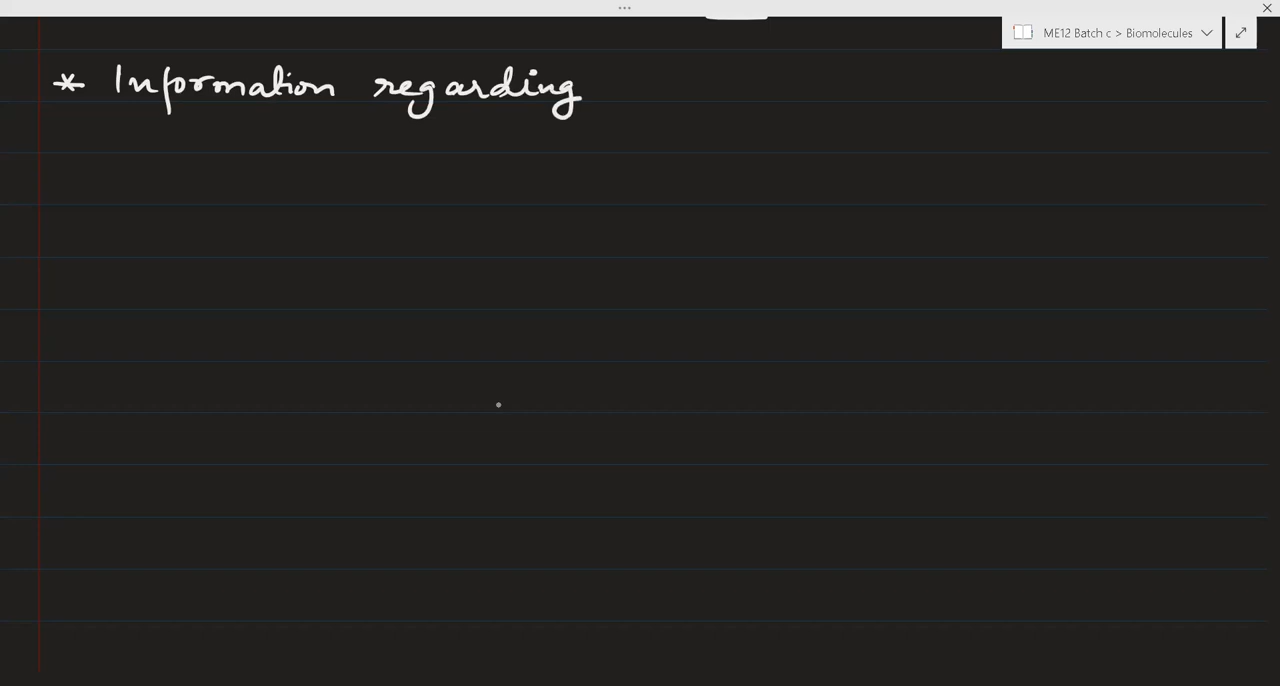 ME12 Batch c > Biomolecules
* Information regarding